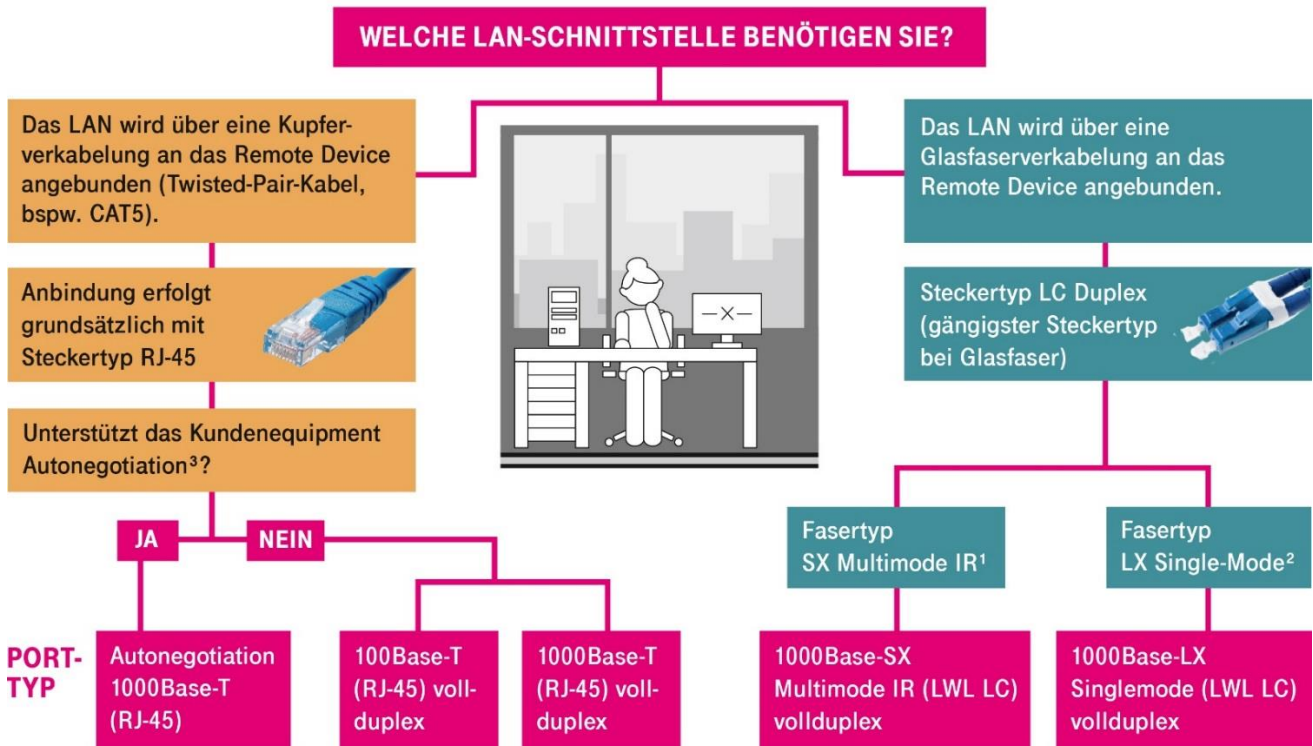 WELCHE LAN-SCHNITTSTELLE BENÖTIGEN SIE?
Das LAN wird über eine Kupfer-
verkabelung an das Remote Device
angebunden (Twisted-Pair-Kabel,
bspw. CAT5).
Anbindung erfolgt
grundsätzlich mit
Steckertyp RJ-45
Unterstützt das Kundenequipment
Autonegotiation³?
JA
NEIN
Das LAN wird über eine
Glasfaserverkabelung an das
Remote Device angebunden.
Steckertyp LC Duplex
(gängigster Steckertyp
bei Glasfaser)
Fasertyp
SX Multimode IR¹
Fasertyp
LX Single-Mode²
PORT-
TYP
Autonegotiation
1000Base-T
(RJ-45)
100Base-T
(RJ-45) voll-
duplex
1000Base-T
(RJ-45) voll-
duplex
1000Base-SX
Multimode IR (LWL LC)
vollduplex
1000Base-LX
Singlemode (LWL LC)
vollduplex